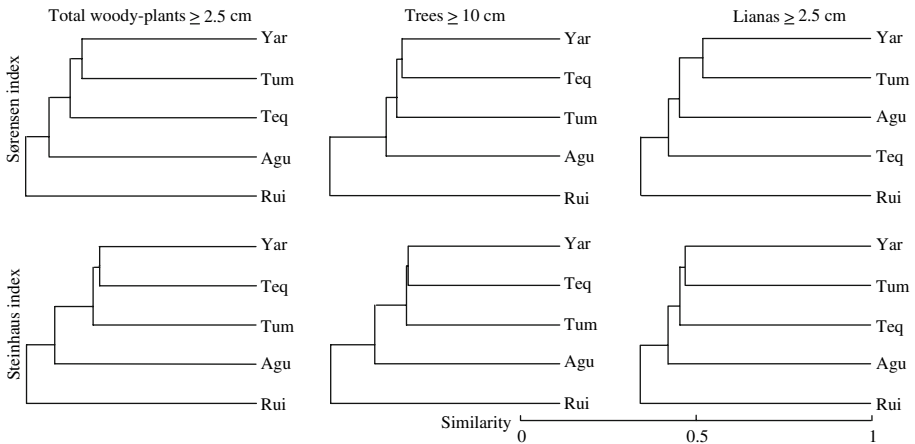 Total woody-plants ≥ 2.5 cm
Trees ≥ 10 cm
Lianas ≥ 2.5 cm
Sørensen index
Yar
Tum
Teq
Agu
Rui
Yar
Teq
Tum
Agu
Rui
Yar
Tum
Agu
Teq
Rui
Steinhaus index
Yar
Teq
Tum
Agu
Rui
Yar
Teq
Tum
Agu
Rui
Yar
Tum
Teq
Agu
Rui
Similarity
0 0.5 1